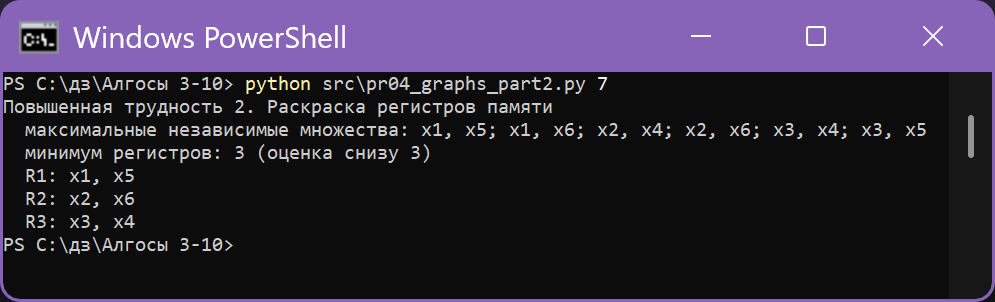 Windows PowerShell
PS C:\дз\Алгосы 3-10> python src\pr04_graphs_part2.py 7
Повышенная трудность 2. Раскраска регистров памяти
максимальные независимые множества: x1, x5; x1, x6; x2, x4; x2, x6; x3, x4; x3, x5
минимум регистров: 3 (оценка снизу 3)
R1: x1, x5
R2: x2, x6
R3: x3, x4
PS C:\дз\Алгосы 3-10>